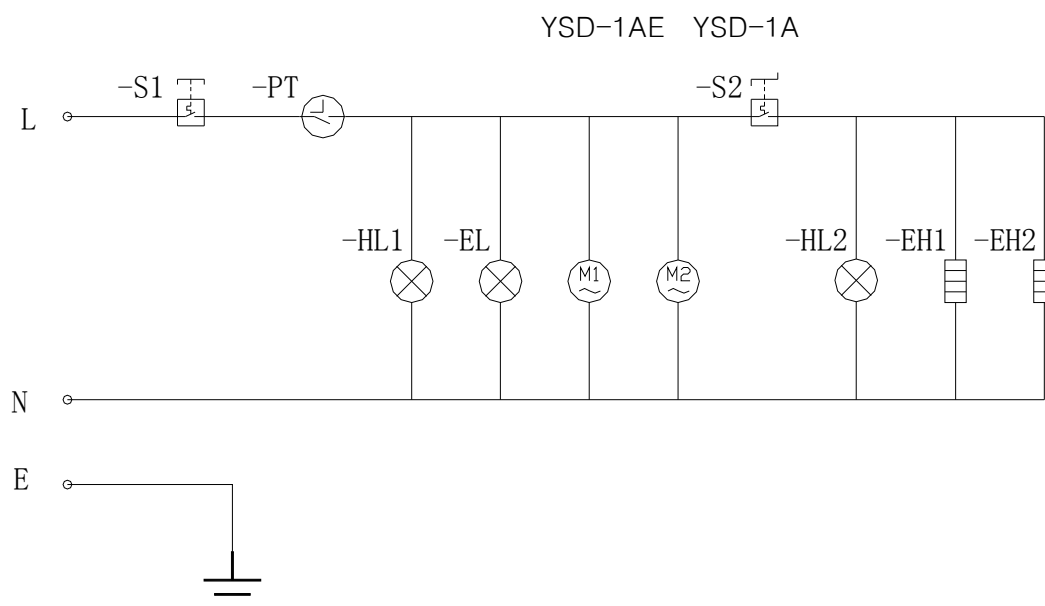 YSD-1AE YSD-1A
-S1 -PT -S2
L
-HL1 -EL -HL2 -EH1 -EH2
M1 M2
N
E